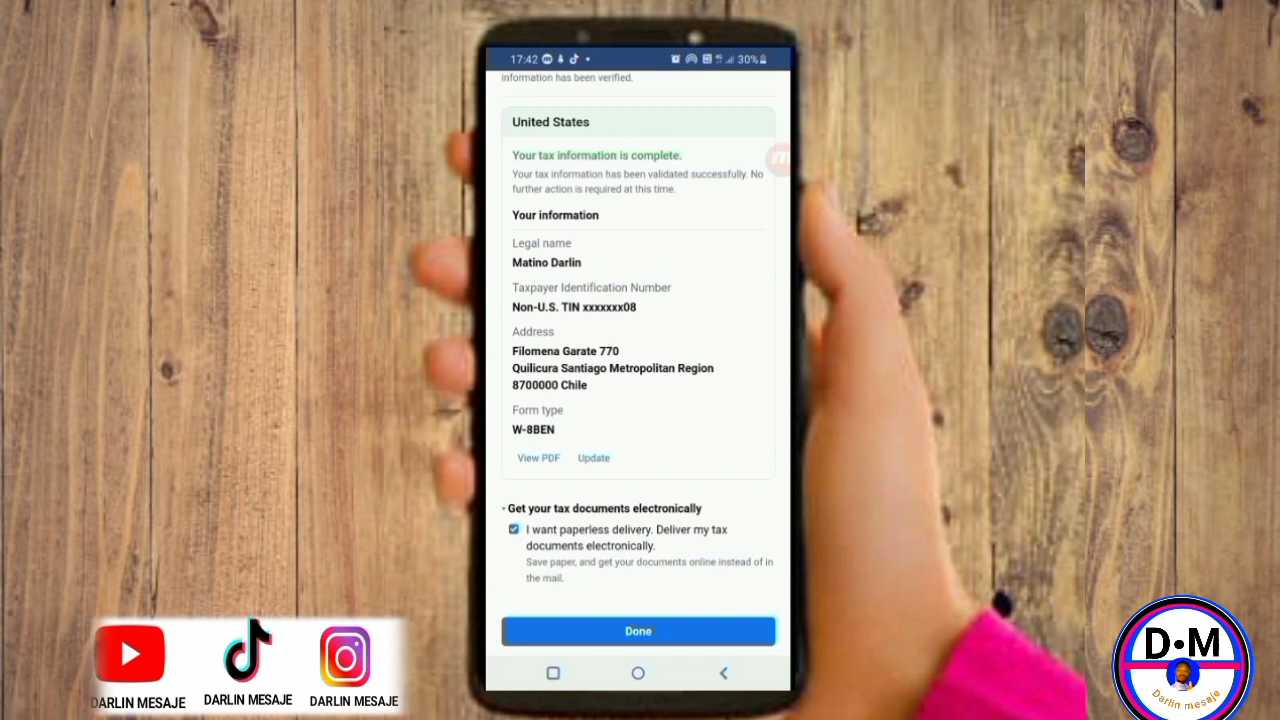 17:42
30%
information has been verified.
United States
Your tax information is complete.
Your tax information has been validated successfully. No
further action is required at this time.
Your information
Legal name
Matino Darlin
Taxpayer Identification Number
Non-U.S. TIN xxxxxxx08
Address
Filomena Garate 770
Quilicura Santiago Metropolitan Region
8700000 Chile
Form type
W-8BEN
View PDF Update
Get your tax documents electronically
I want paperless delivery. Deliver my tax
documents electronically.
Save paper, and get your documents online instead of in
the mail.
Done
DARLIN MESAJE
DARLIN MESAJE
DARLIN MESAJE
D•M
Darlin mesaje